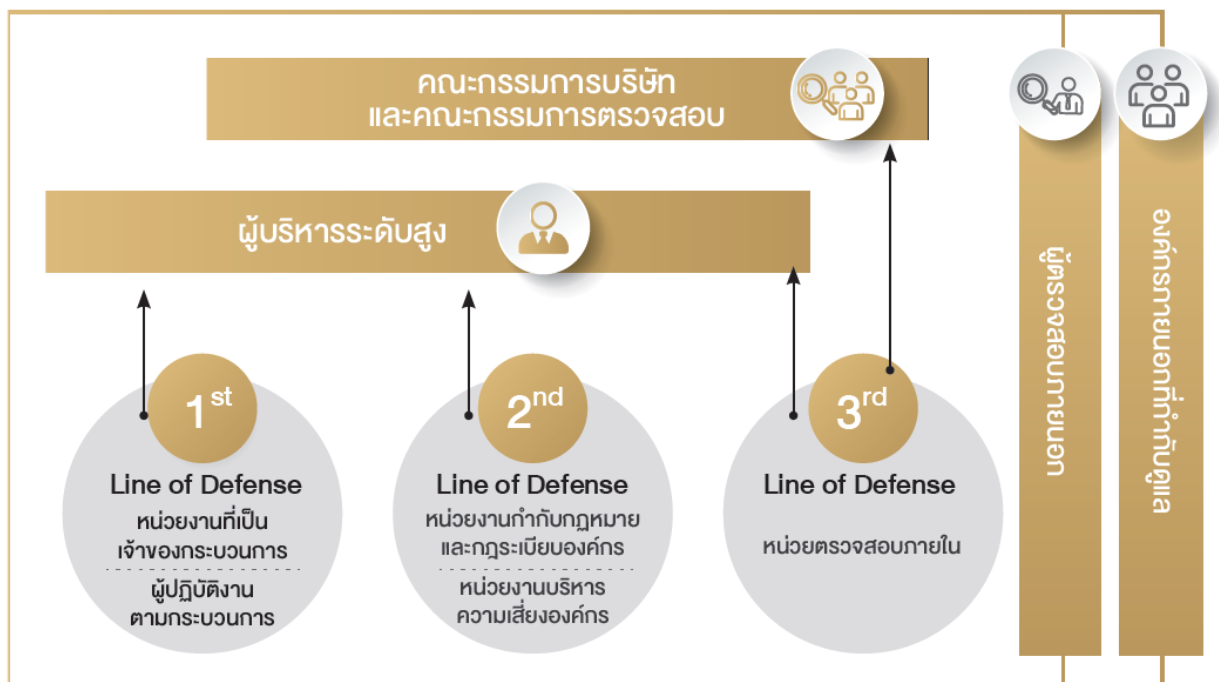 คณะกรรมการบริษัท
และคณะกรรมการตรวจสอบ
ผู้บริหารระดับสูง
1st
Line of Defense
หน่วยงานที่เป็น
เจ้าของกระบวนการ
ผู้ปฏิบัติงาน
ตามกระบวนการ
2nd
Line of Defense
หน่วยงานกำกับกฎหมาย
และกฎระเบียบองค์กร
หน่วยงานบริหาร
ความเสี่ยงองค์กร
3rd
Line of Defense
หน่วยตรวจสอบภายใน
ผู้ตรวจสอบภายนอก
องค์กรภายนอกที่กำกับดูแล